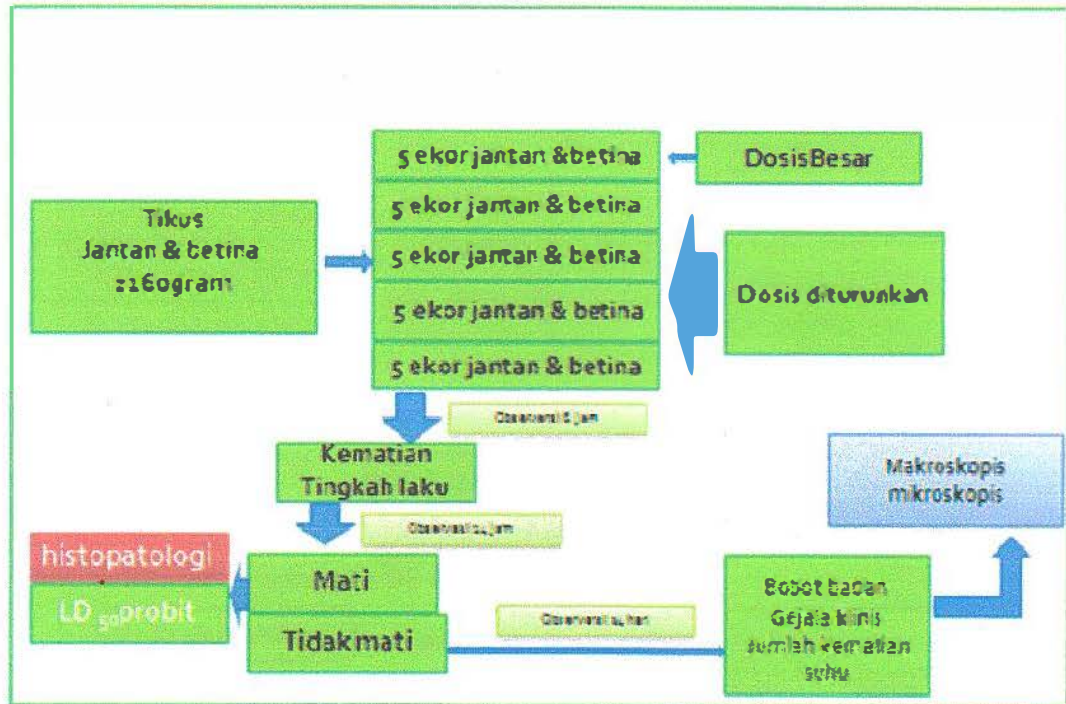 5 ekor jantan & betina
DosisBesar
5 ekor jantan & betina
Tikus
Jantan & betina
5 ekor jantan & betina
Dosis diturunkan
5 ekor jantan & betina
5 ekor jantan & betina
Kematian
Tingkah laku
Makroskopis
mikroskopis
histopatologi
LD 50probit
Mati
Tidakmati
Bobot badan
Gejala klinis
Jumlah kematian
suhu